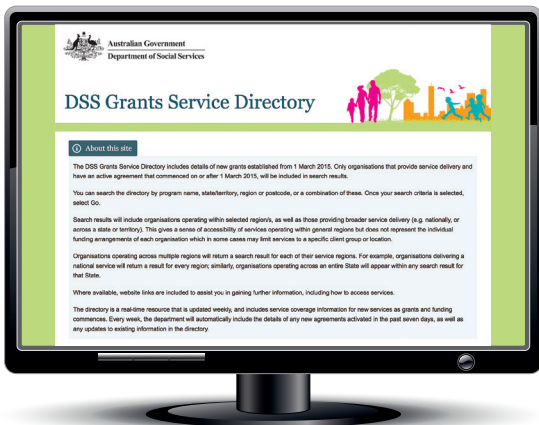 Australian Government
Department of Social Services
DSS Grants Service Directory
About this site
The DSS Grants Service Directory includes details of new grants established from 1 March 2015. Only organisations that provide service delivery and
have an active agreement that commenced on or after 1 March 2015, will be included in search results.
You can search the directory by program name, state/territory, region or postcode, or a combination of these. Once your search criteria is selected,
select Go.
Search results will include organisations operating within selected region/s, as well as those providing broader service delivery (e.g. nationally, or
across a state or territory). This gives a sense of accessibility of services operating within general regions but does not represent the individual
funding arrangements of each organisation which in some cases may limit services to a specific client group or location.
Organisations operating across multiple regions will return a search result for each of their service regions. For example, organisations delivering a
national service will return a result for every region; similarly, organisations operating across an entire State will appear within any search result for
that State.
Where available, website links are included to assist you in gaining further information, including how to access services.
The directory is a real-time resource that is updated weekly, and includes service coverage information for new services as grants and funding
commences. Every week, the department will automatically include the details of any new agreements activated in the past seven days, as well as
any updates to existing information in the directory.